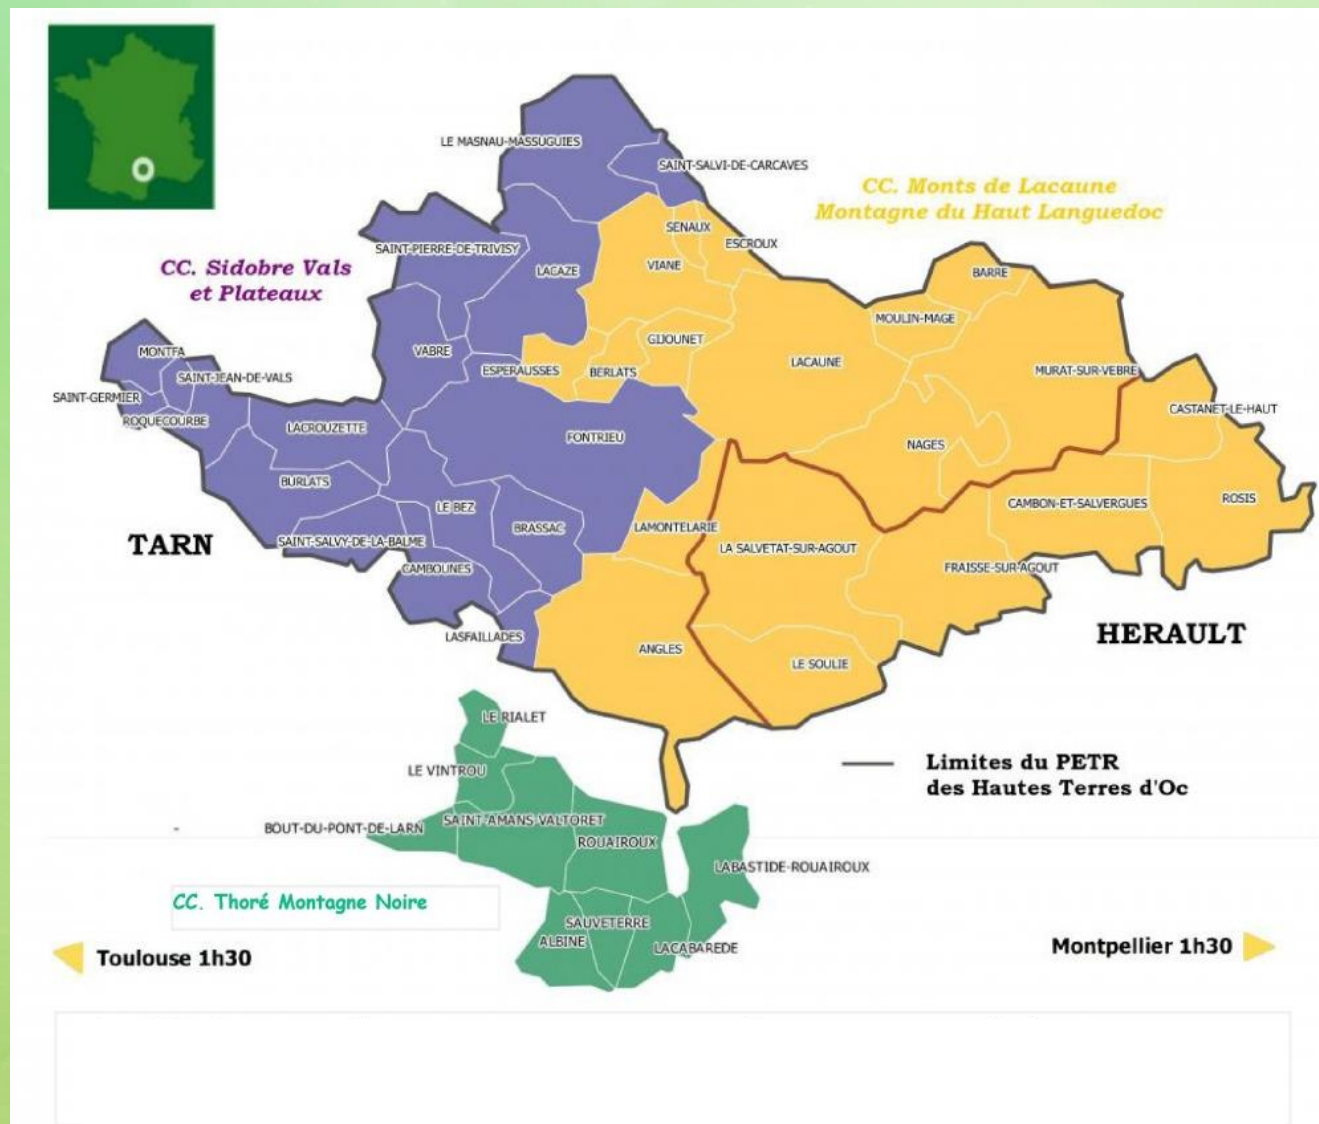 LE MASNAU-MASSUGUIES
SAINT-SALVI-DE-CARCAVES
CC. Monts de Lacaune
Montagne du Haut Languedoc
SENAUX
ESCROUX
SAINT-PIERRE-DE-TRIVISY
CC. Sidobre Vals
et Plateaux
LACAZE
VIANE
BARRE
MOULIN-MAGE
GIJOUNET
MONTFA
VABRE
LACAUNE
ESPERAUSSES
BERLATS
MURAT-SUR-VEBRE
SAINT-JEAN-DE-VALS
SAINT-GERMIER
CASTANET-LE-HAUT
ROQUECOURBE
LACROUZETTE
FONTRIEU
NAGES
BURLATS
LE BEZ
CAMBON-ET-SALVERGUES
ROSIS
BRASSAC
LAMONTELARIE
TARN
SAINT-SALVY-DE-LA-BALME
LA SALVETAT-SUR-AGOUT
CAMBOUNES
FRAISSE-SUR-AGOUT
LASFAILLADES
HERAULT
ANGLES
LE SOULIE
LE RIALET
LE VINTROU
Limites du PETR
des Hautes Terres d'Oc
BOUT-DU-PONT-DE-LARN
SAINT-AMANS-VALTORET
ROUAIROUX
LABASTIDE-ROUAIROUX
CC. Thoré Montagne Noire
SAUVETERRE
ALBINE
LACABAREDE
Toulouse 1h30
Montpellier 1h30